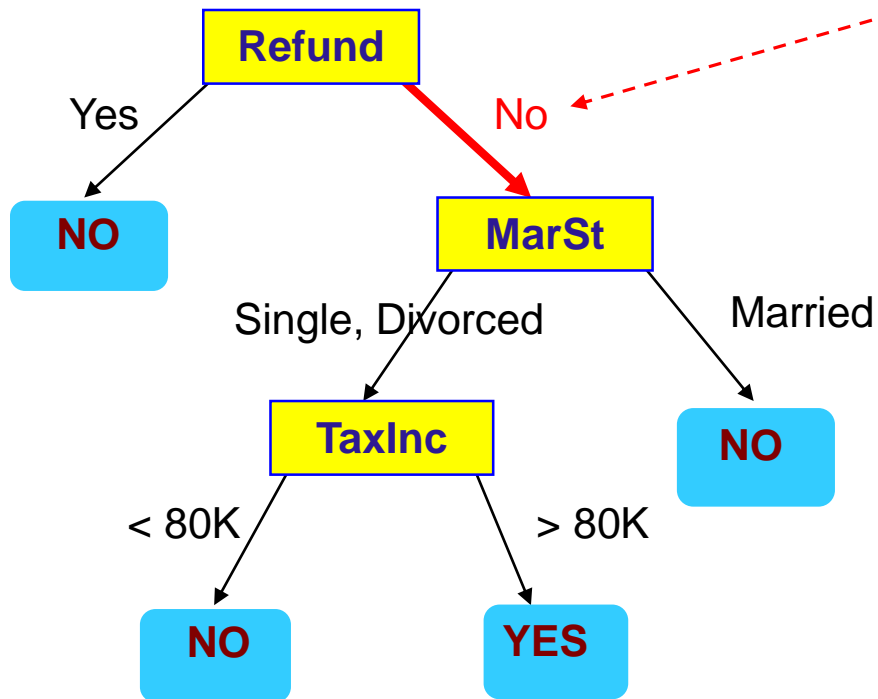 Refund
Yes
No
NO
MarSt
Single, Divorced
Married
TaxInc
NO
< 80K
> 80K
NO
YES